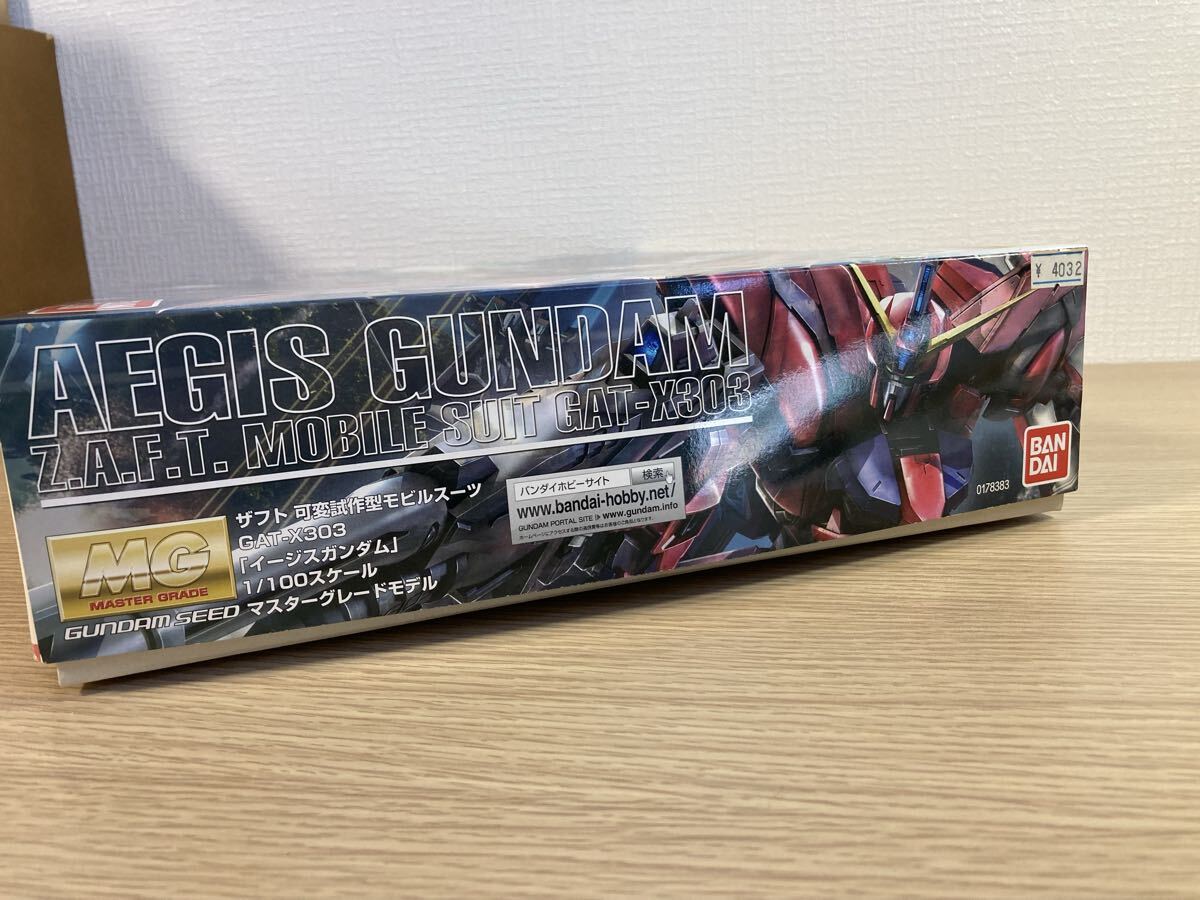 ¥ 4032
AEGIS GUNDAM
Z.A.F.T. MOBILE SUIT GAT-X303
ザフト 可変試作型モビルスーツ
GAT-X303
「イージスガンダム」
1/100スケール
マスターグレードモデル
MG
MASTER GRADE
GUNDAM SEED
バンダイホビーサイト 検索
www.bandai-hobby.net/
GUNDAM PORTAL SITE www.gundam.info
BAN
DAI
0178383